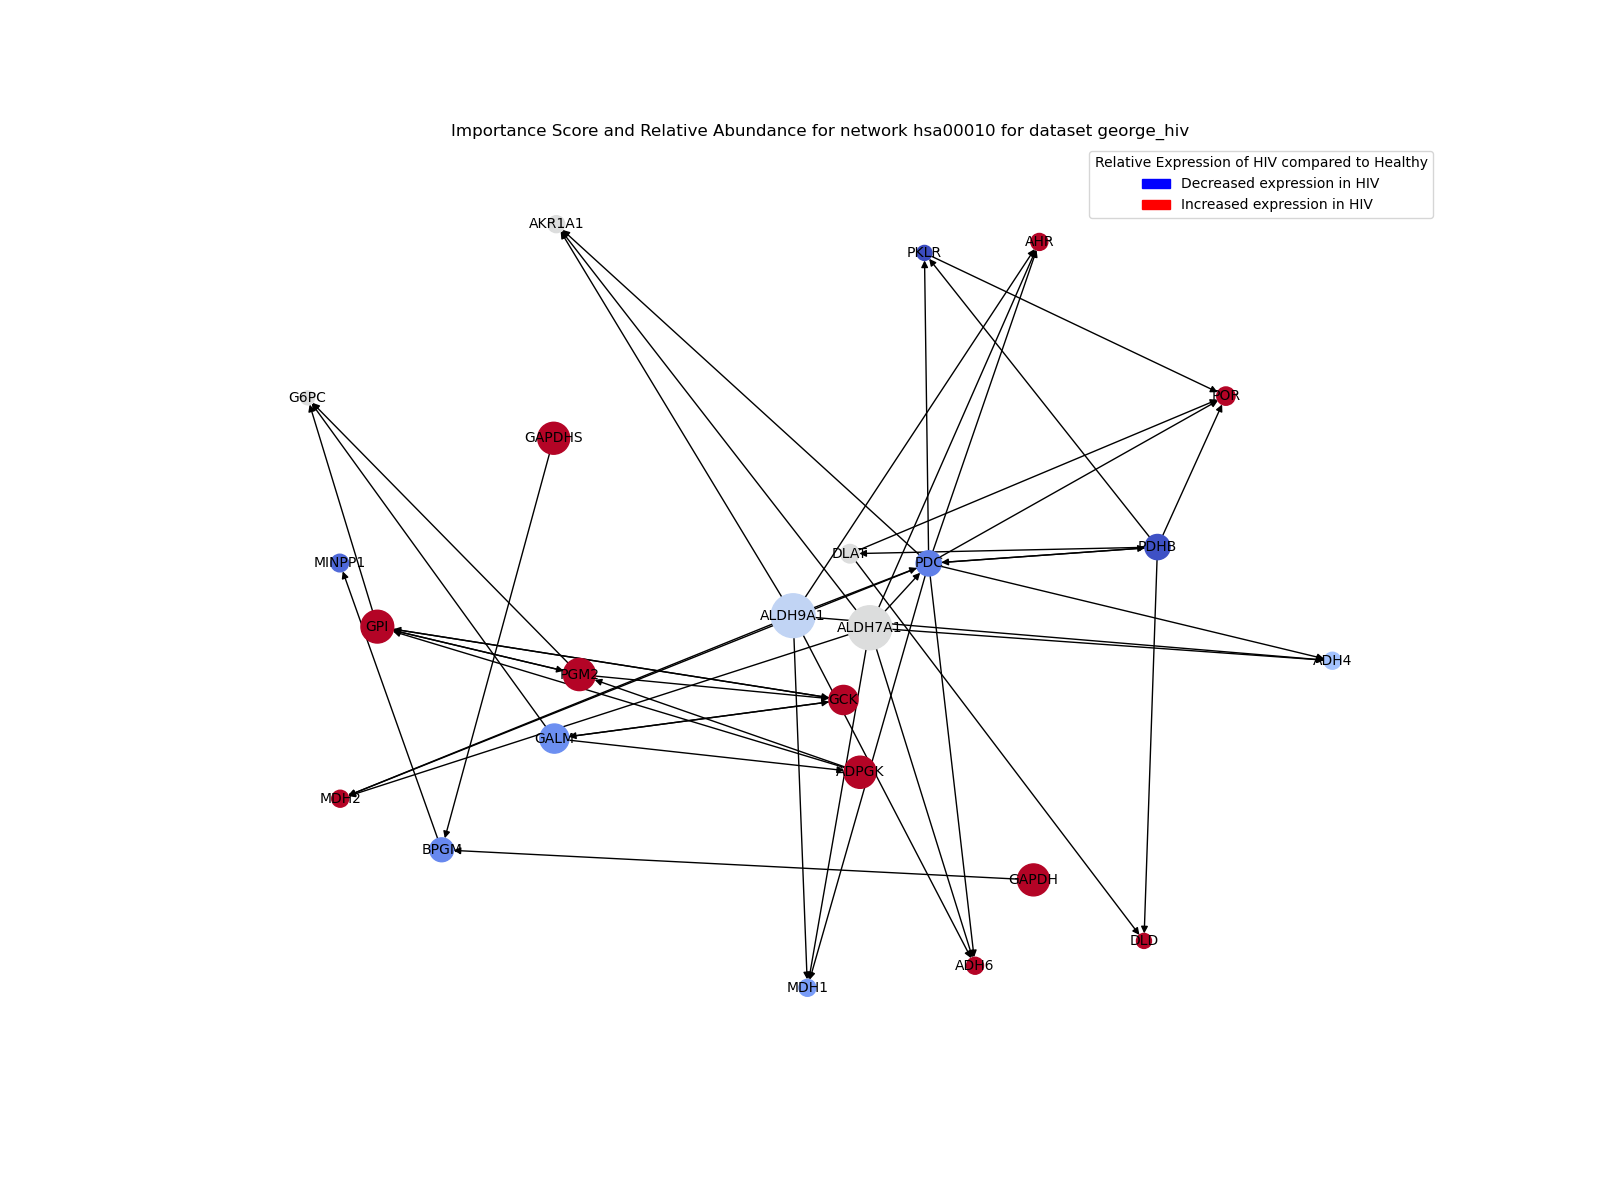 Importance Score and Relative Abundance for network hsa00010 for dataset george_hiv
Relative Expression of HIV compared to Healthy
Decreased expression in HIV
Increased expression in HIV
AKR1A1
AHR
PKLR
POR
G6PC
GAPDHS
PDHB
DLAT
MINPP1
PDC
ALDH9A1
GPI
ALDH7A1
ADH4
PGM2
GCK
GALM
ADPGK
MDH2
BPGM
GAPDH
DLD
ADH6
MDH1